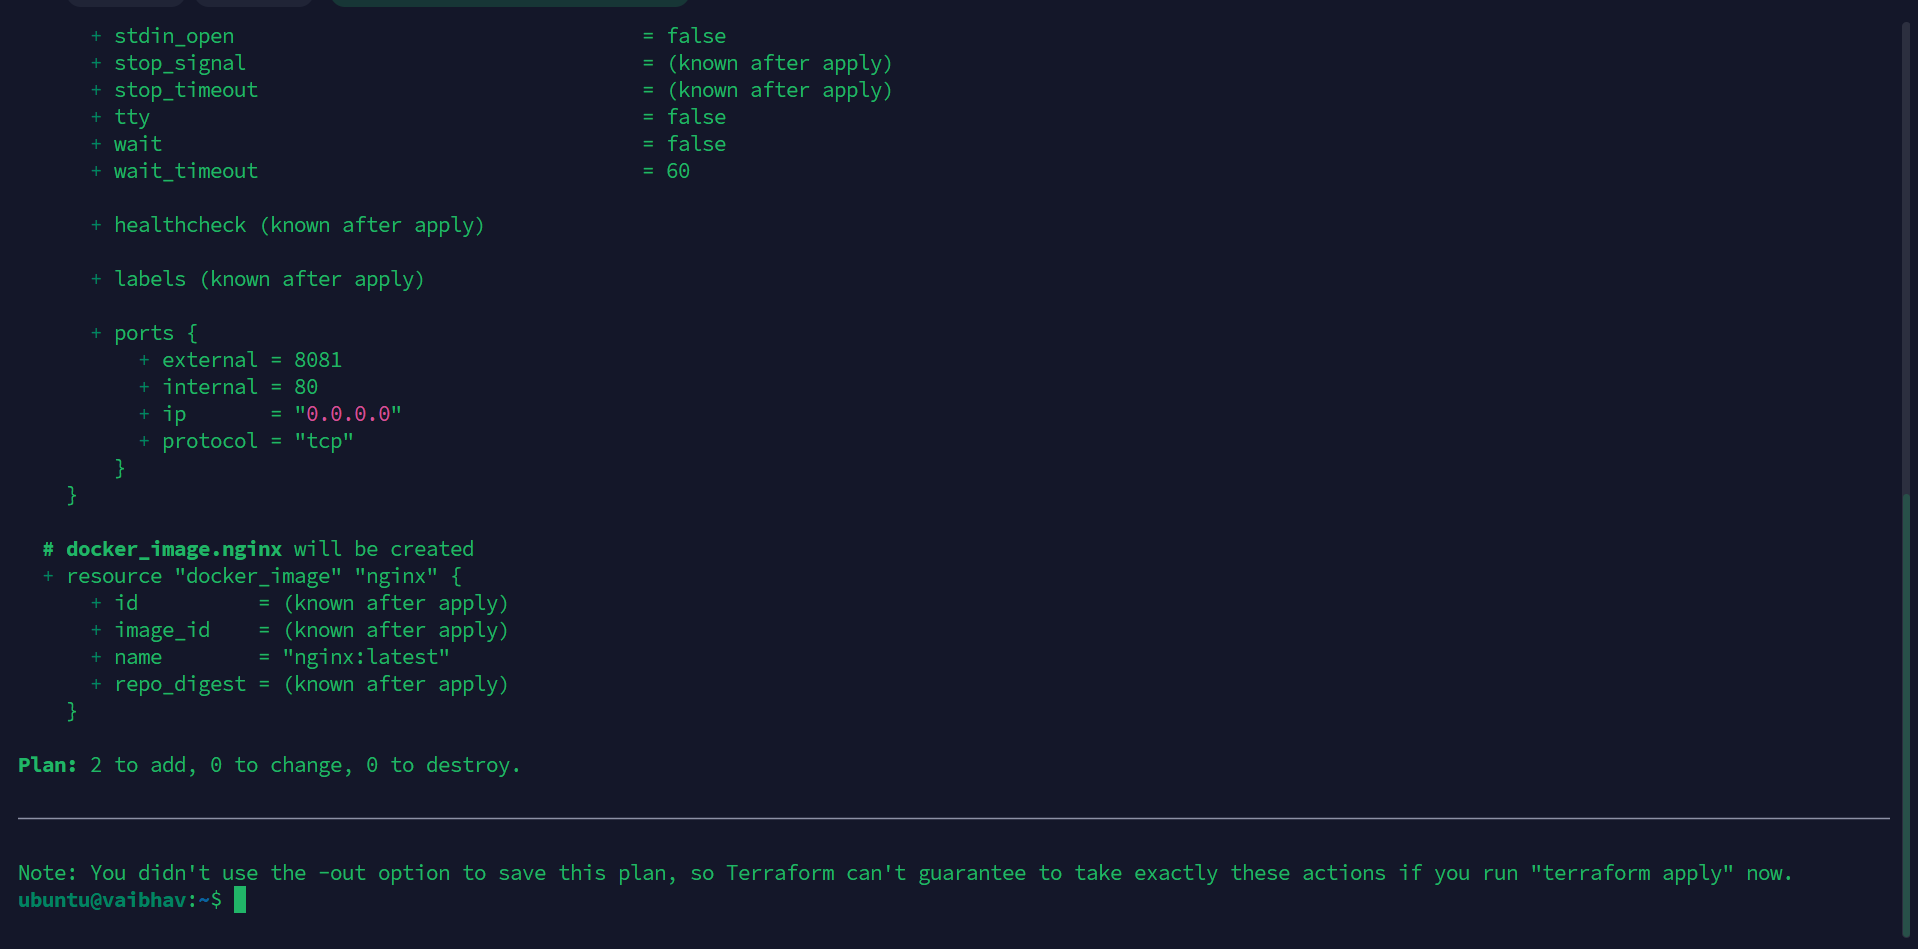 + stdin_open = false
+ stop_signal = (known after apply)
+ stop_timeout = (known after apply)
+ tty = false
+ wait = false
+ wait_timeout = 60
+ healthcheck (known after apply)
+ labels (known after apply)
+ ports {
+ external = 8081
+ internal = 80
+ ip = "0.0.0.0"
+ protocol = "tcp"
}
}
# docker_image.nginx will be created
+ resource "docker_image" "nginx" {
+ id = (known after apply)
+ image_id = (known after apply)
+ name = "nginx:latest"
+ repo_digest = (known after apply)
}
Plan: 2 to add, 0 to change, 0 to destroy.
Note: You didn't use the -out option to save this plan, so Terraform can't guarantee to take exactly these actions if you run "terraform apply" now.
ubuntu@vaibhav:~$